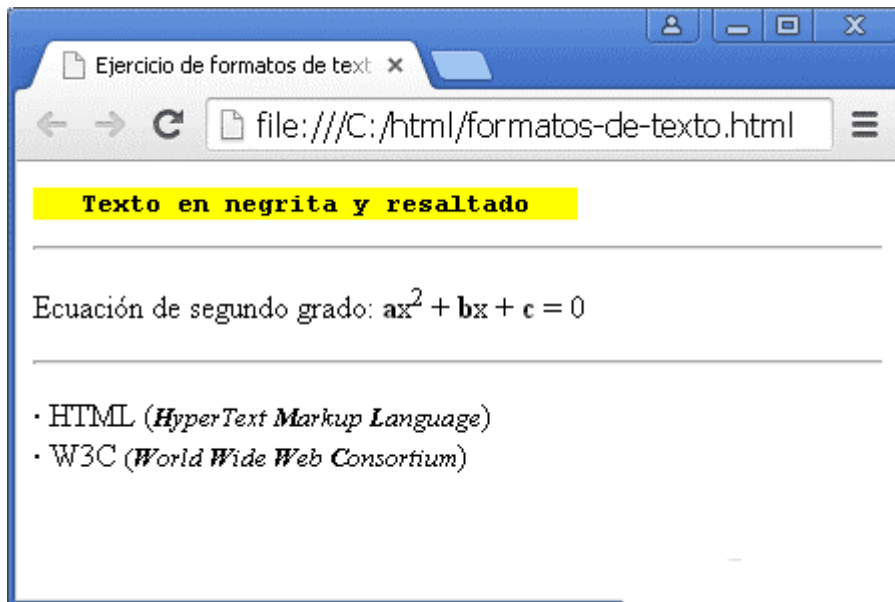 Ejercicio de formatos de text
file:///C:/html/formatos-de-texto.html
Texto en negrita y resaltado
Ecuación de segundo grado: ax² + bx + c = 0
· HTML (HyperText Markup Language)
· W3C (World Wide Web Consortium)